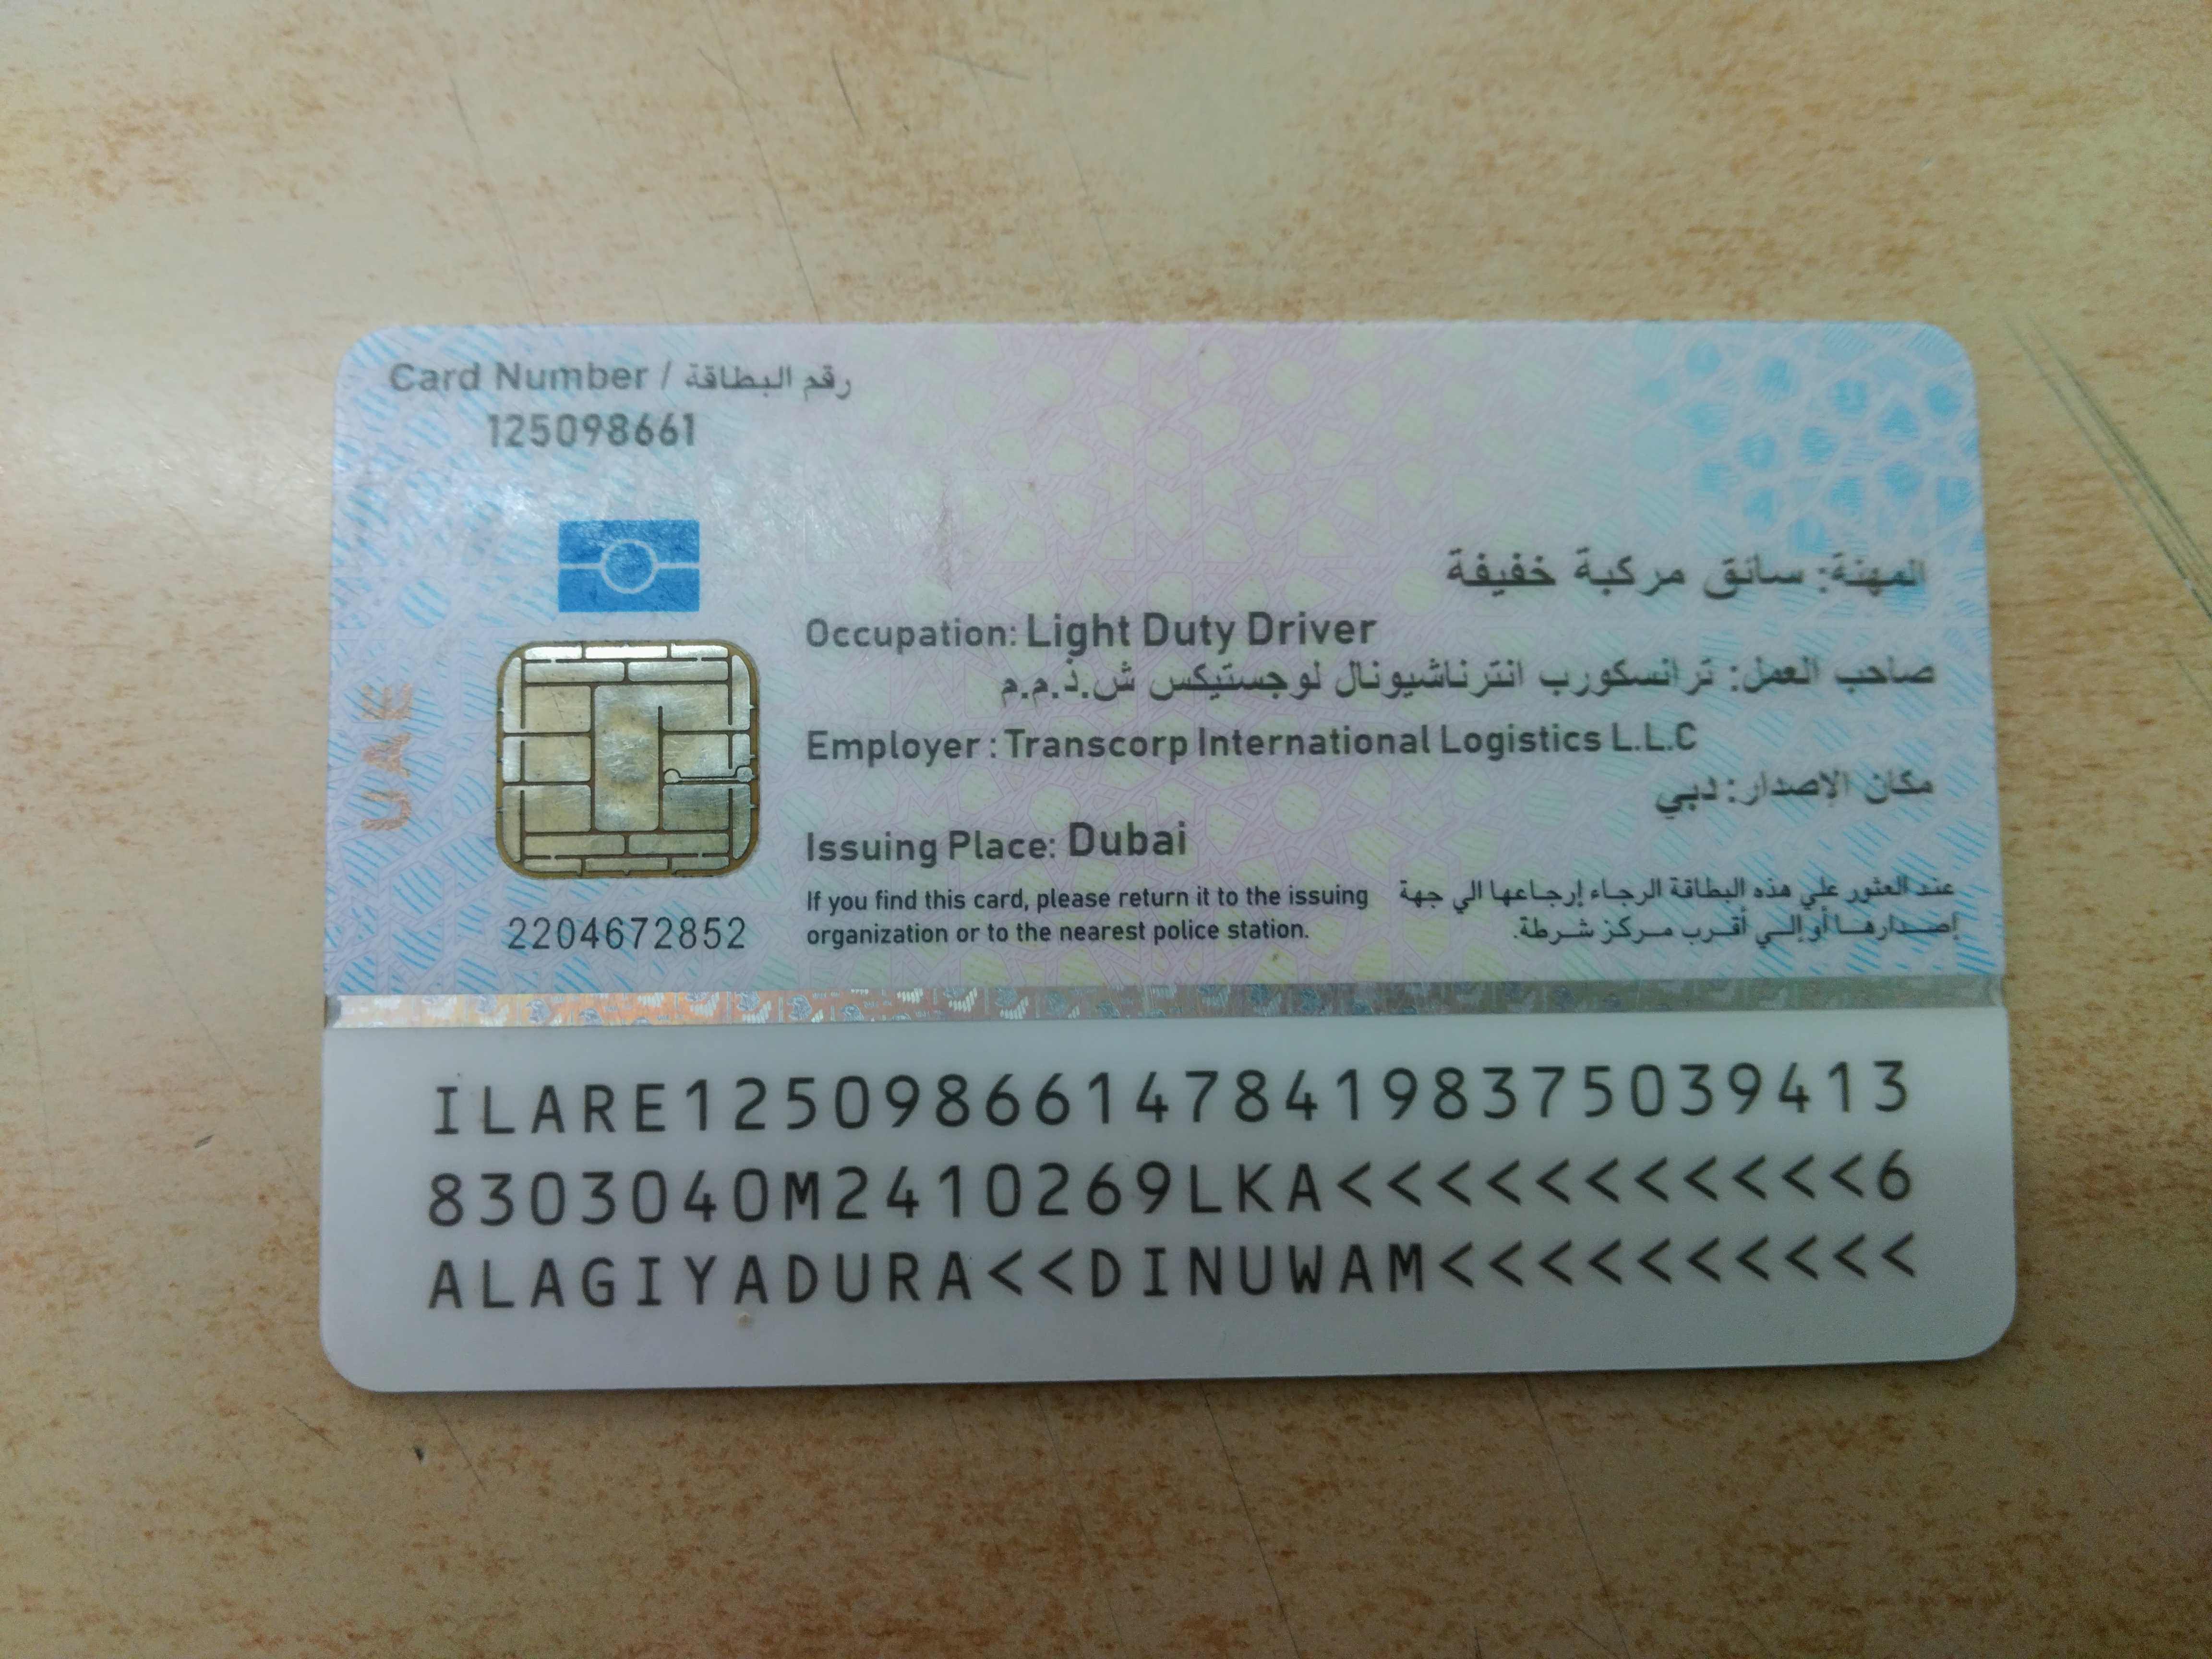 Card Number / رقم البطاقة
125098661
المهنة: سائق مركبة خفيفة
Occupation: Light Duty Driver
صاحب العمل: ترانسكورب انترناشيونال لوجستيكس ش.ذ.م.م
Employer : Transcorp International Logistics L.L.C
مكان الاصدار: دبي
Issuing Place: Dubai
UAE
If you find this card, please return it to the issuing
organization or to the nearest police station.
عند العثور علي هذه البطاقة الرجاء إرجاعها الي جهة
إصدارها أو إلي أقرب مركز شرطة.
2204672852
ILARE1250986614784198375039413
8303040M2410269LKA<<<<<<<<<<<6
ALAGIYADURA<<DINUWAM<<<<<<<<<<